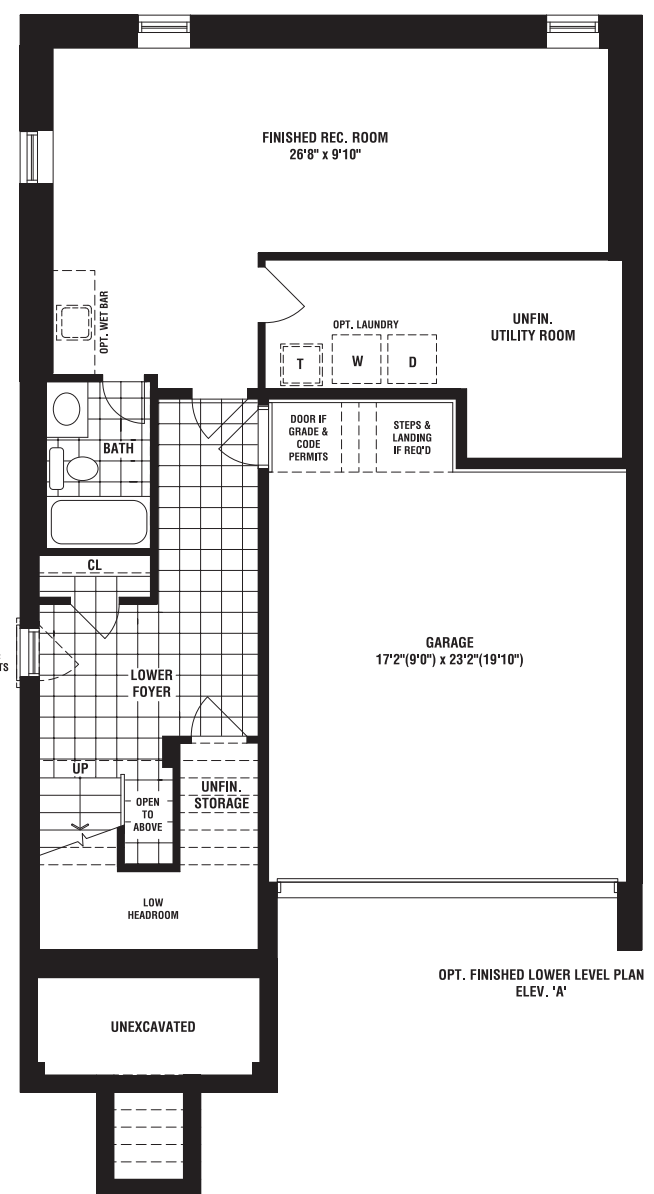 FINISHED REC. ROOM
26'8" x 9'10"
OPT. WET BAR
OPT. LAUNDRY
T
W
D
UNFIN.
UTILITY ROOM
BATH
DOOR IF
GRADE &
CODE
PERMITS
STEPS &
LANDING
IF REQ'D
CL
TS
GARAGE
17'2"(9'0") x 23'2"(19'10")
LOWER
FOYER
UP
OPEN
TO
ABOVE
UNFIN.
STORAGE
LOW
HEADROOM
OPT. FINISHED LOWER LEVEL PLAN
ELEV. 'A'
UNEXCAVATED